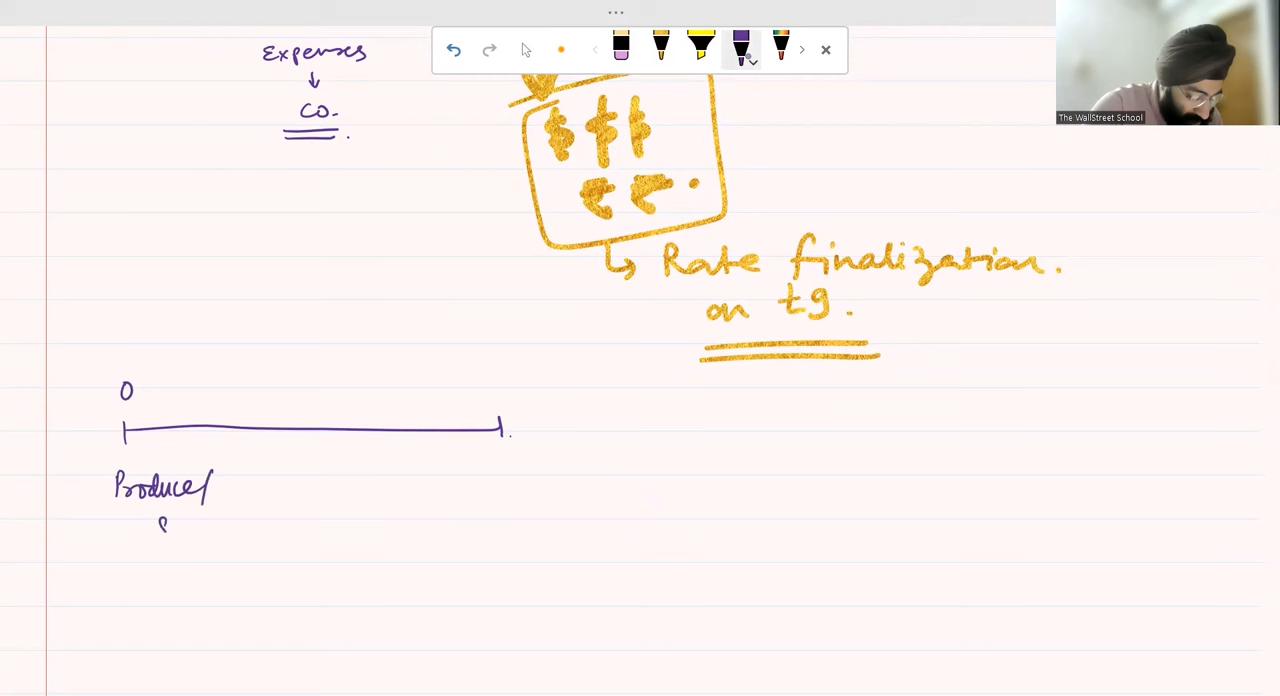 Expenses
↓
CO.
The WallStreet School
$ $ $
₹ ₹ .
↳ Rate finalization.
on t9.
0
Produce/